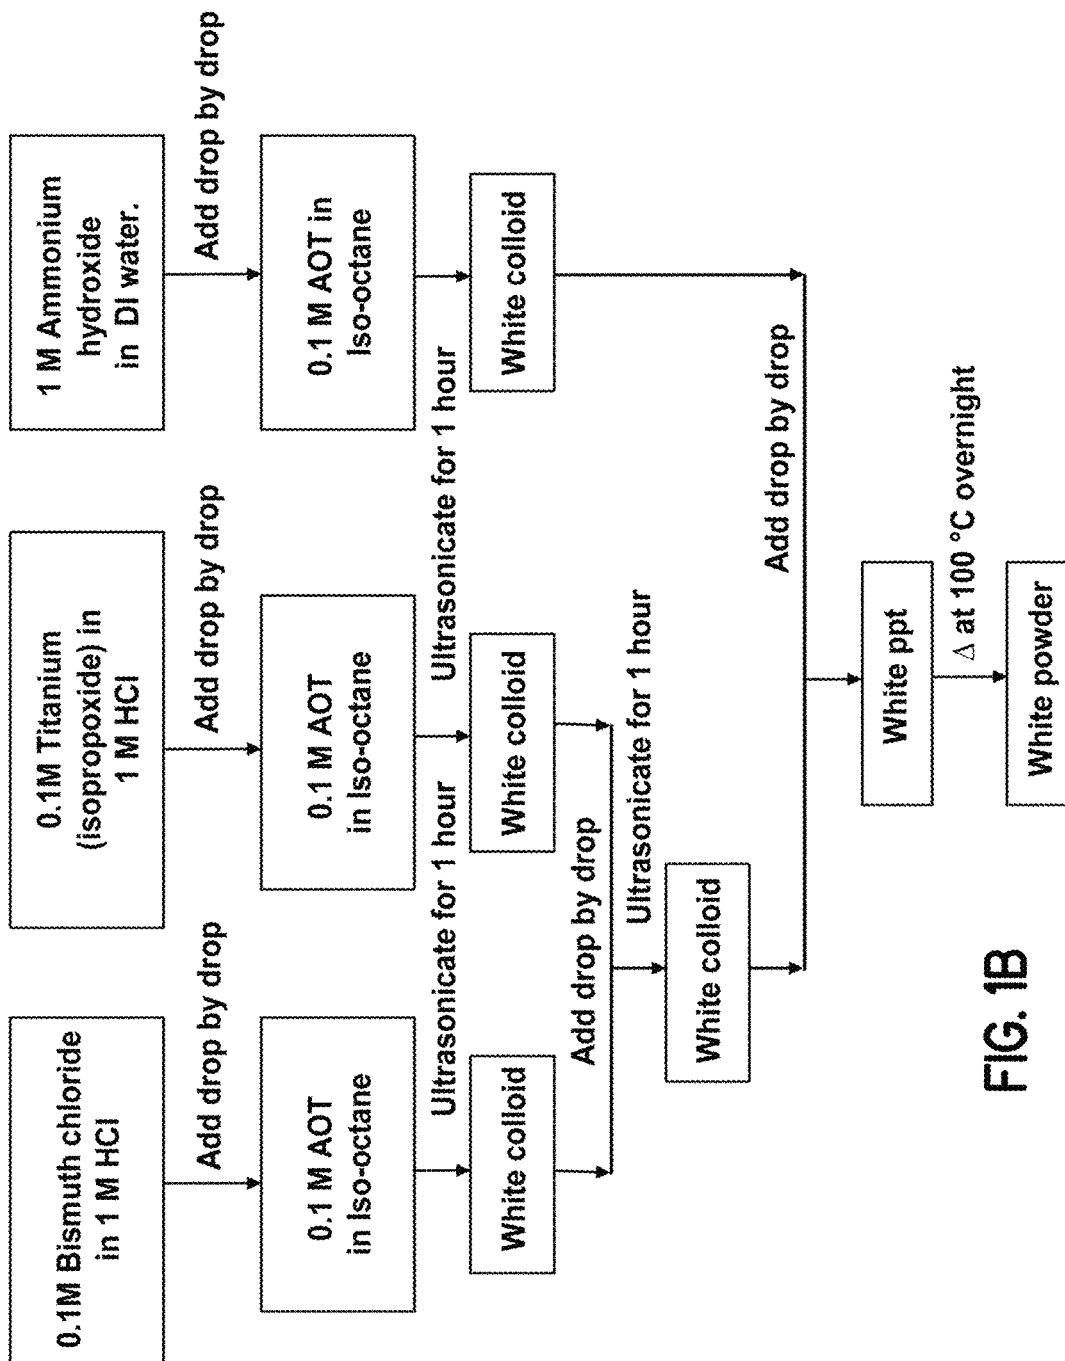 0.1M Bismuth chloride
in 1 M HCl
0.1M Titanium
(isopropoxide) in
1 M HCl
1 M Ammonium
hydroxide
in DI water.
Add drop by drop
Add drop by drop
Add drop by drop
0.1 M AOT
in Iso-octane
0.1 M AOT
in Iso-octane
0.1 M AOT in
Iso-octane
Ultrasonicate for 1 hour
Ultrasonicate for 1 hour
White colloid
White colloid
White colloid
Add drop by drop
Ultrasonicate for 1 hour
White colloid
Add drop by drop
White ppt
Δ at 100 °C overnight
White powder
FIG. 1B